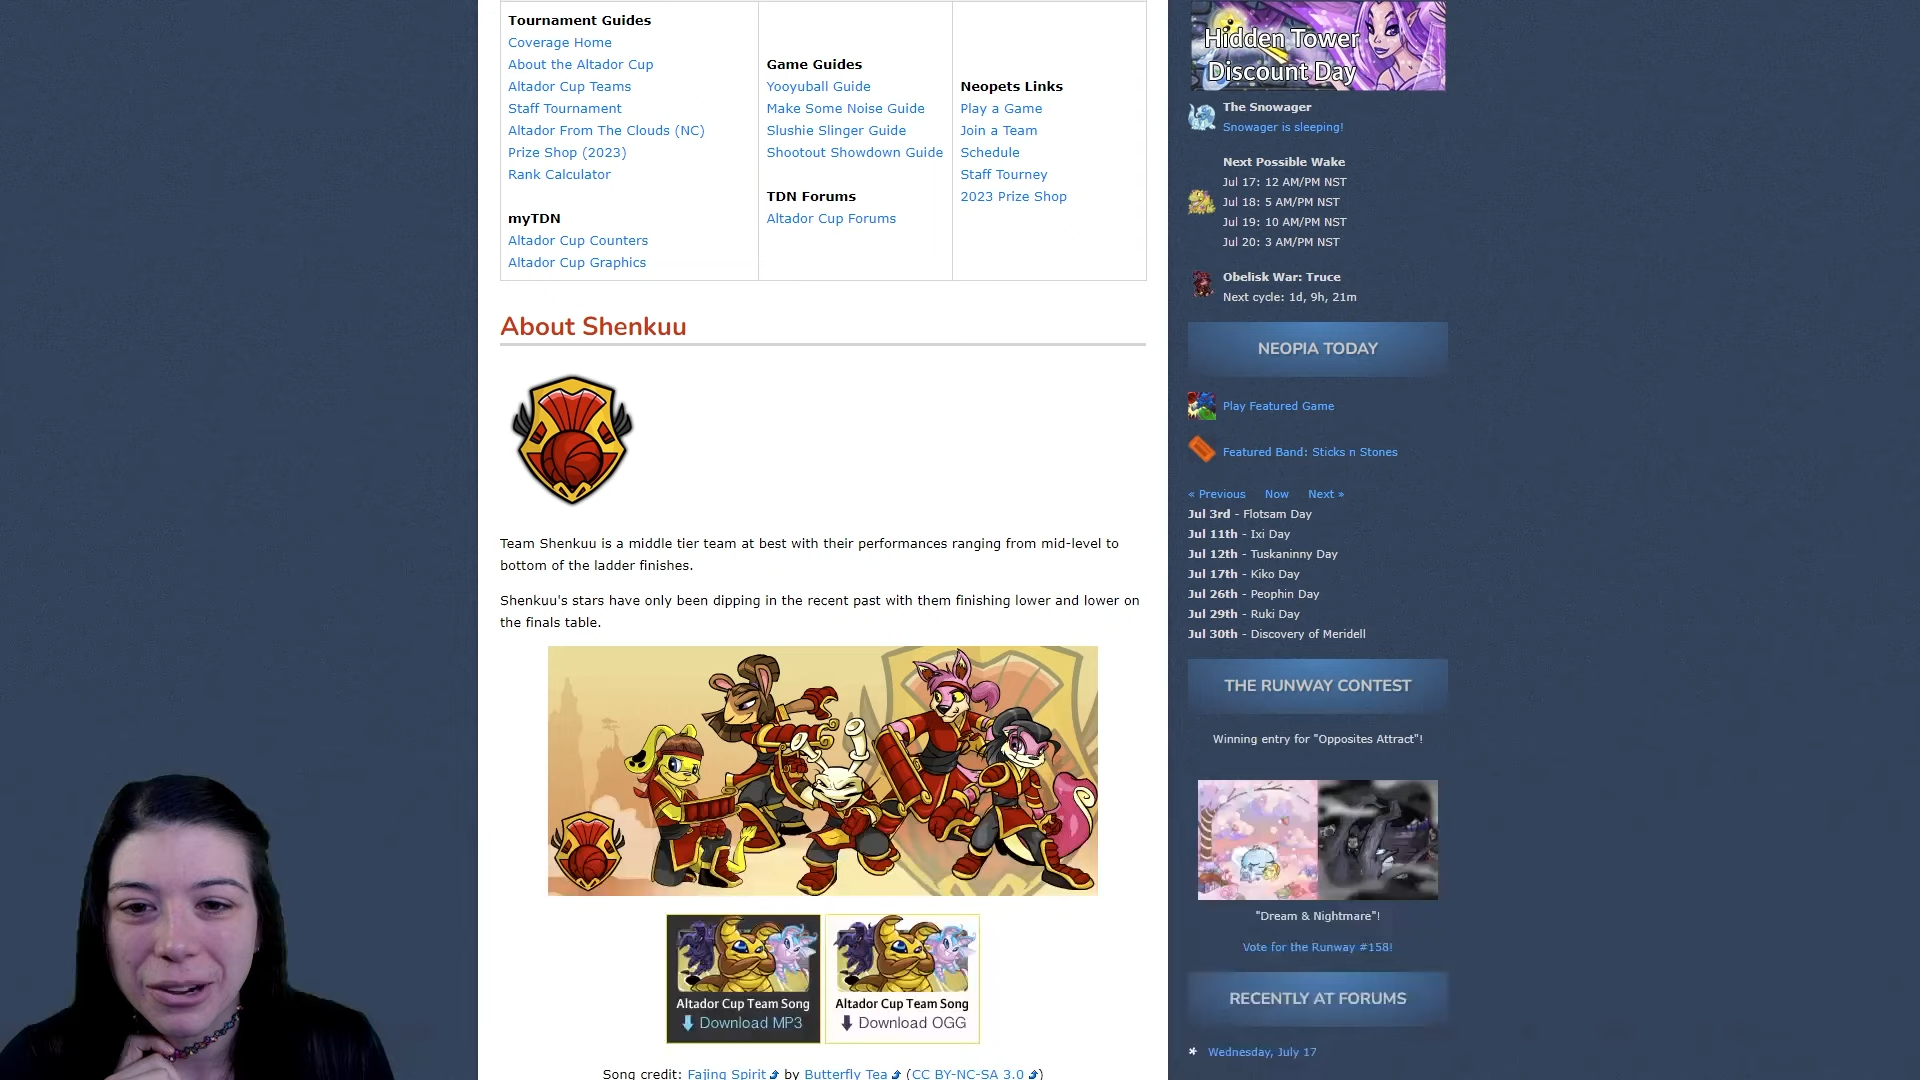 Tournament Guides
Coverage Home
About the Altador Cup
Altador Cup Teams
Staff Tournament
Altador From The Clouds (NC)
Prize Shop (2023)
Rank Calculator
myTDN
Altador Cup Counters
Altador Cup Graphics
Game Guides
Yooyuball Guide
Make Some Noise Guide
Slushie Slinger Guide
Shootout Showdown Guide
TDN Forums
Altador Cup Forums
Neopets Links
Play a Game
Join a Team
Schedule
Staff Tourney
2023 Prize Shop
About Shenkuu
Team Shenkuu is a middle tier team at best with their performances ranging from mid-level to
bottom of the ladder finishes.
Shenkuu's stars have only been dipping in the recent past with them finishing lower and lower on
the finals table.
Altador Cup Team Song
Download MP3
Altador Cup Team Song
Download OGG
Song credit: Fajing Spirit by Butterfly Tea (CC BY-NC-SA 3.0)
Hidden Tower
Discount Day
The Snowager
Snowager is sleeping!
Next Possible Wake
Jul 17: 12 AM/PM NST
Jul 18: 5 AM/PM NST
Jul 19: 10 AM/PM NST
Jul 20: 3 AM/PM NST
Obelisk War: Truce
Next cycle: 1d, 9h, 21m
NEOPIA TODAY
Play Featured Game
Featured Band: Sticks n Stones
« Previous Now Next »
Jul 3rd - Flotsam Day
Jul 11th - Ixi Day
Jul 12th - Tuskaninny Day
Jul 17th - Kiko Day
Jul 26th - Peophin Day
Jul 29th - Ruki Day
Jul 30th - Discovery of Meridell
THE RUNWAY CONTEST
Winning entry for "Opposites Attract"!
"Dream & Nightmare"!
Vote for the Runway #158!
RECENTLY AT FORUMS
* Wednesday, July 17